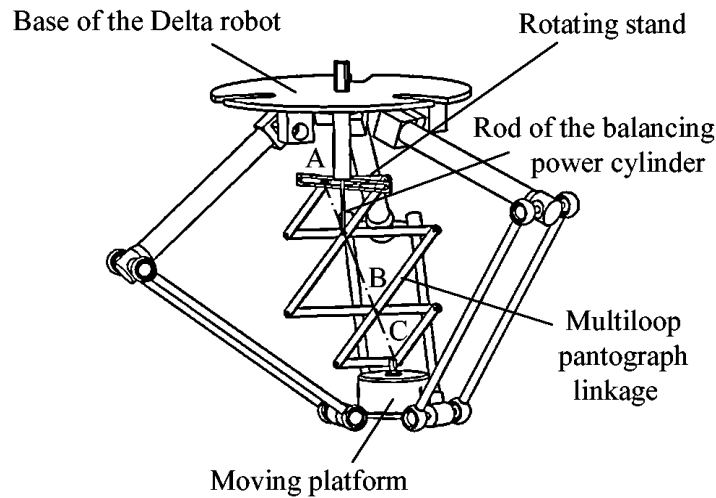 Base of the Delta robot
Rotating stand
Rod of the balancing
power cylinder
A
B
C
Multiloop
pantograph
linkage
Moving platform